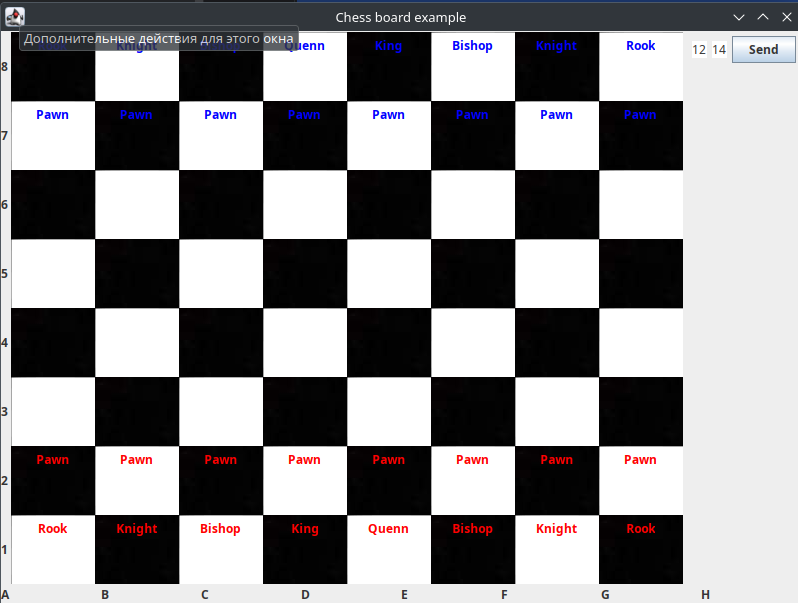 Chess board example
Дополнительные действия для этого окна
Knight Quenn King Bishop Knight Rook
8
12 14 Send
Pawn Pawn Pawn Pawn Pawn Pawn Pawn Pawn
7
6
5
4
3
Pawn Pawn Pawn Pawn Pawn Pawn Pawn Pawn
2
Rook Knight Bishop King Quenn Bishop Knight Rook
1
A B C D E F G H